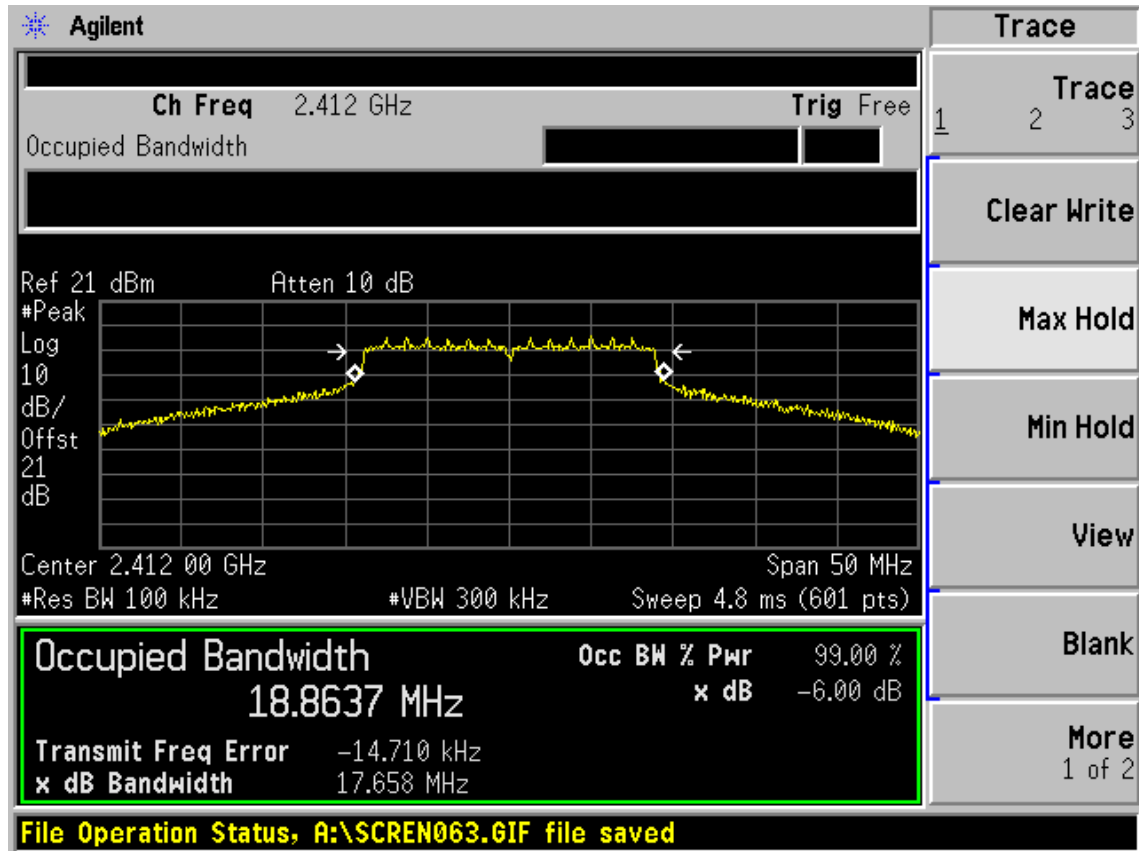 Agilent
Trace
Ch Freq 2.412 GHz Trig Free
Occupied Bandwidth
Trace
1 2 3
Clear Write
Max Hold
Min Hold
View
Blank
More
1 of 2
Ref 21 dBm Atten 10 dB
#Peak
Log
10
dB/
Offst
21
dB
Center 2.412 00 GHz Span 50 MHz
#Res BW 100 kHz #VBW 300 kHz Sweep 4.8 ms (601 pts)
Occupied Bandwidth Occ BW % Pwr 99.00 %
18.8637 MHz x dB -6.00 dB
Transmit Freq Error -14.710 kHz
x dB Bandwidth 17.658 MHz
File Operation Status, A:\SCREN063.GIF file saved